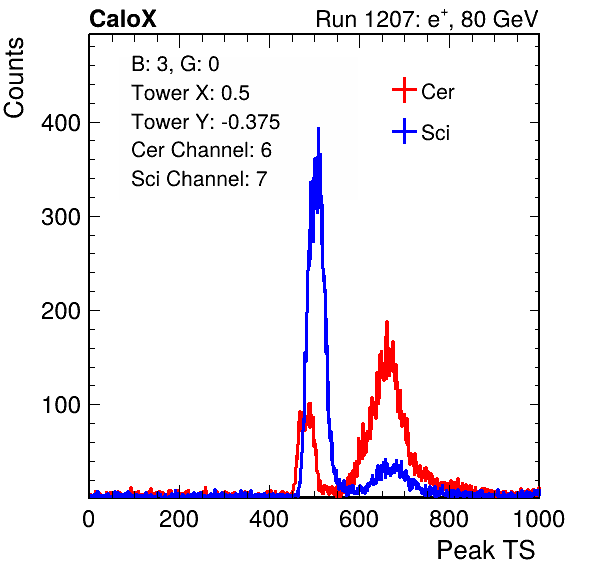 CaloX Run 1207: e⁺, 80 GeV
Counts
B: 3, G: 0
Tower X: 0.5
Tower Y: -0.375
Cer Channel: 6
Sci Channel: 7
Cer
Sci
400
300
200
100
0 200 400 600 800 1000
Peak TS